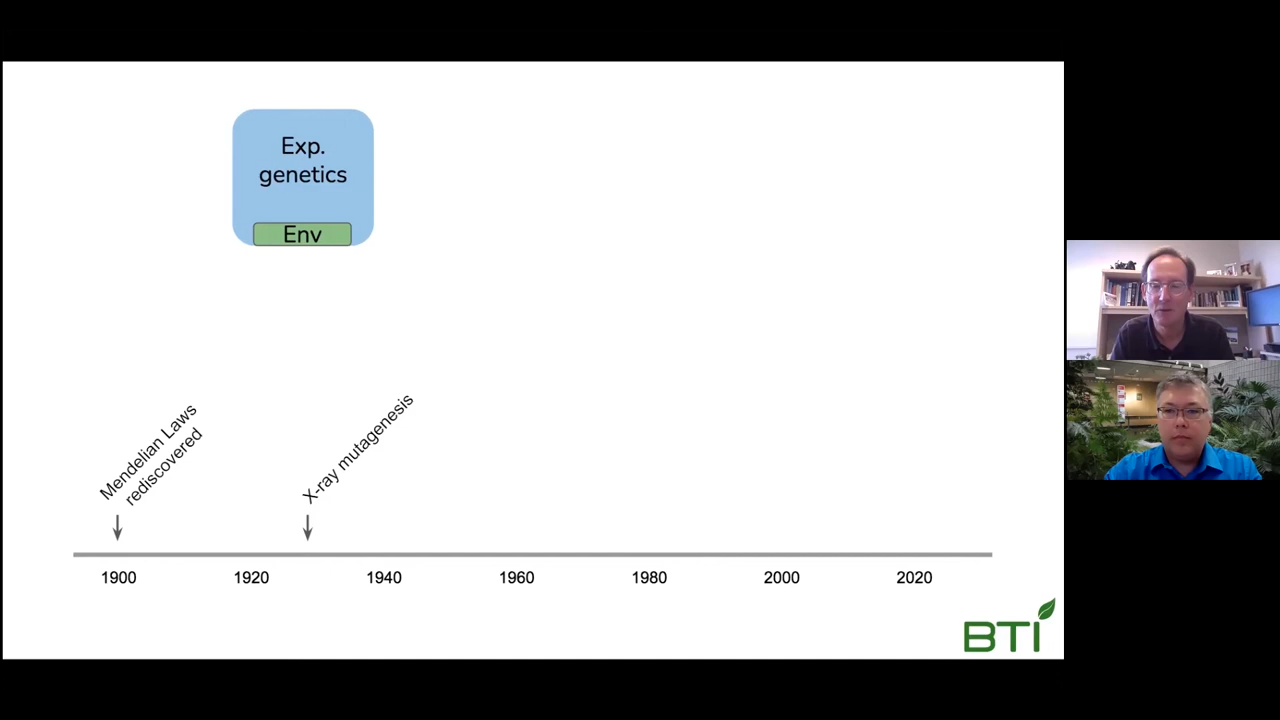 Exp.
genetics
Env
Mendelian Laws
rediscovered
X-ray mutagenesis
1900 1920 1940 1960 1980 2000 2020
BTI